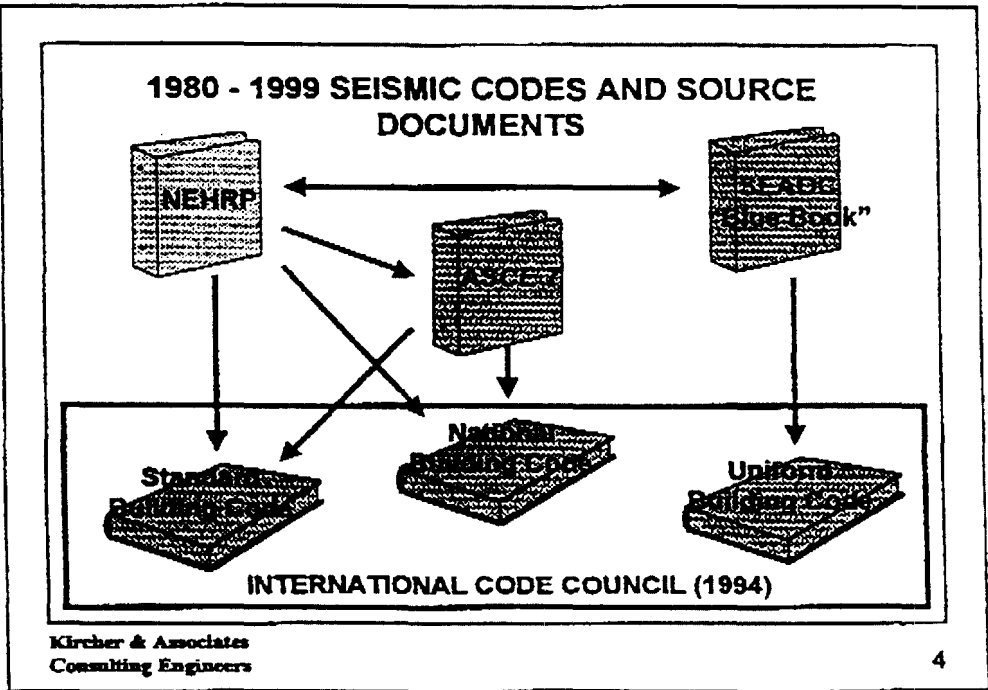 1980 - 1999 SEISMIC CODES AND SOURCE
DOCUMENTS
NEHRP
SEAOC
"Blue Book"
ASCE 7
National
Building Code
Standard
Building Code
Uniform
Building Code
INTERNATIONAL CODE COUNCIL (1994)
Kircher & Associates
Consulting Engineers
4